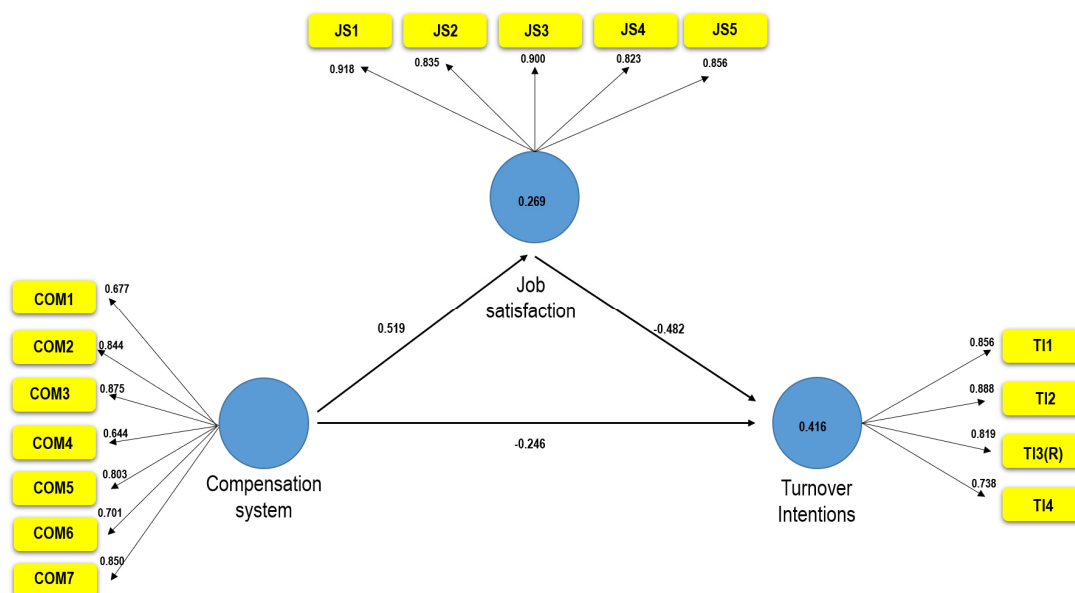 JS1 JS2 JS3 JS4 JS5
0.918 0.835 0.900 0.823 0.856
0.269
Job
satisfaction
0.519
-0.482
COM1 0.677
COM2 0.844
COM3 0.875
COM4 0.644
COM5 0.803
COM6 0.701
COM7 0.850
Compensation
system
-0.246
0.416
Turnover
Intentions
0.856 TI1
0.888 TI2
0.819 TI3(R)
0.738 TI4